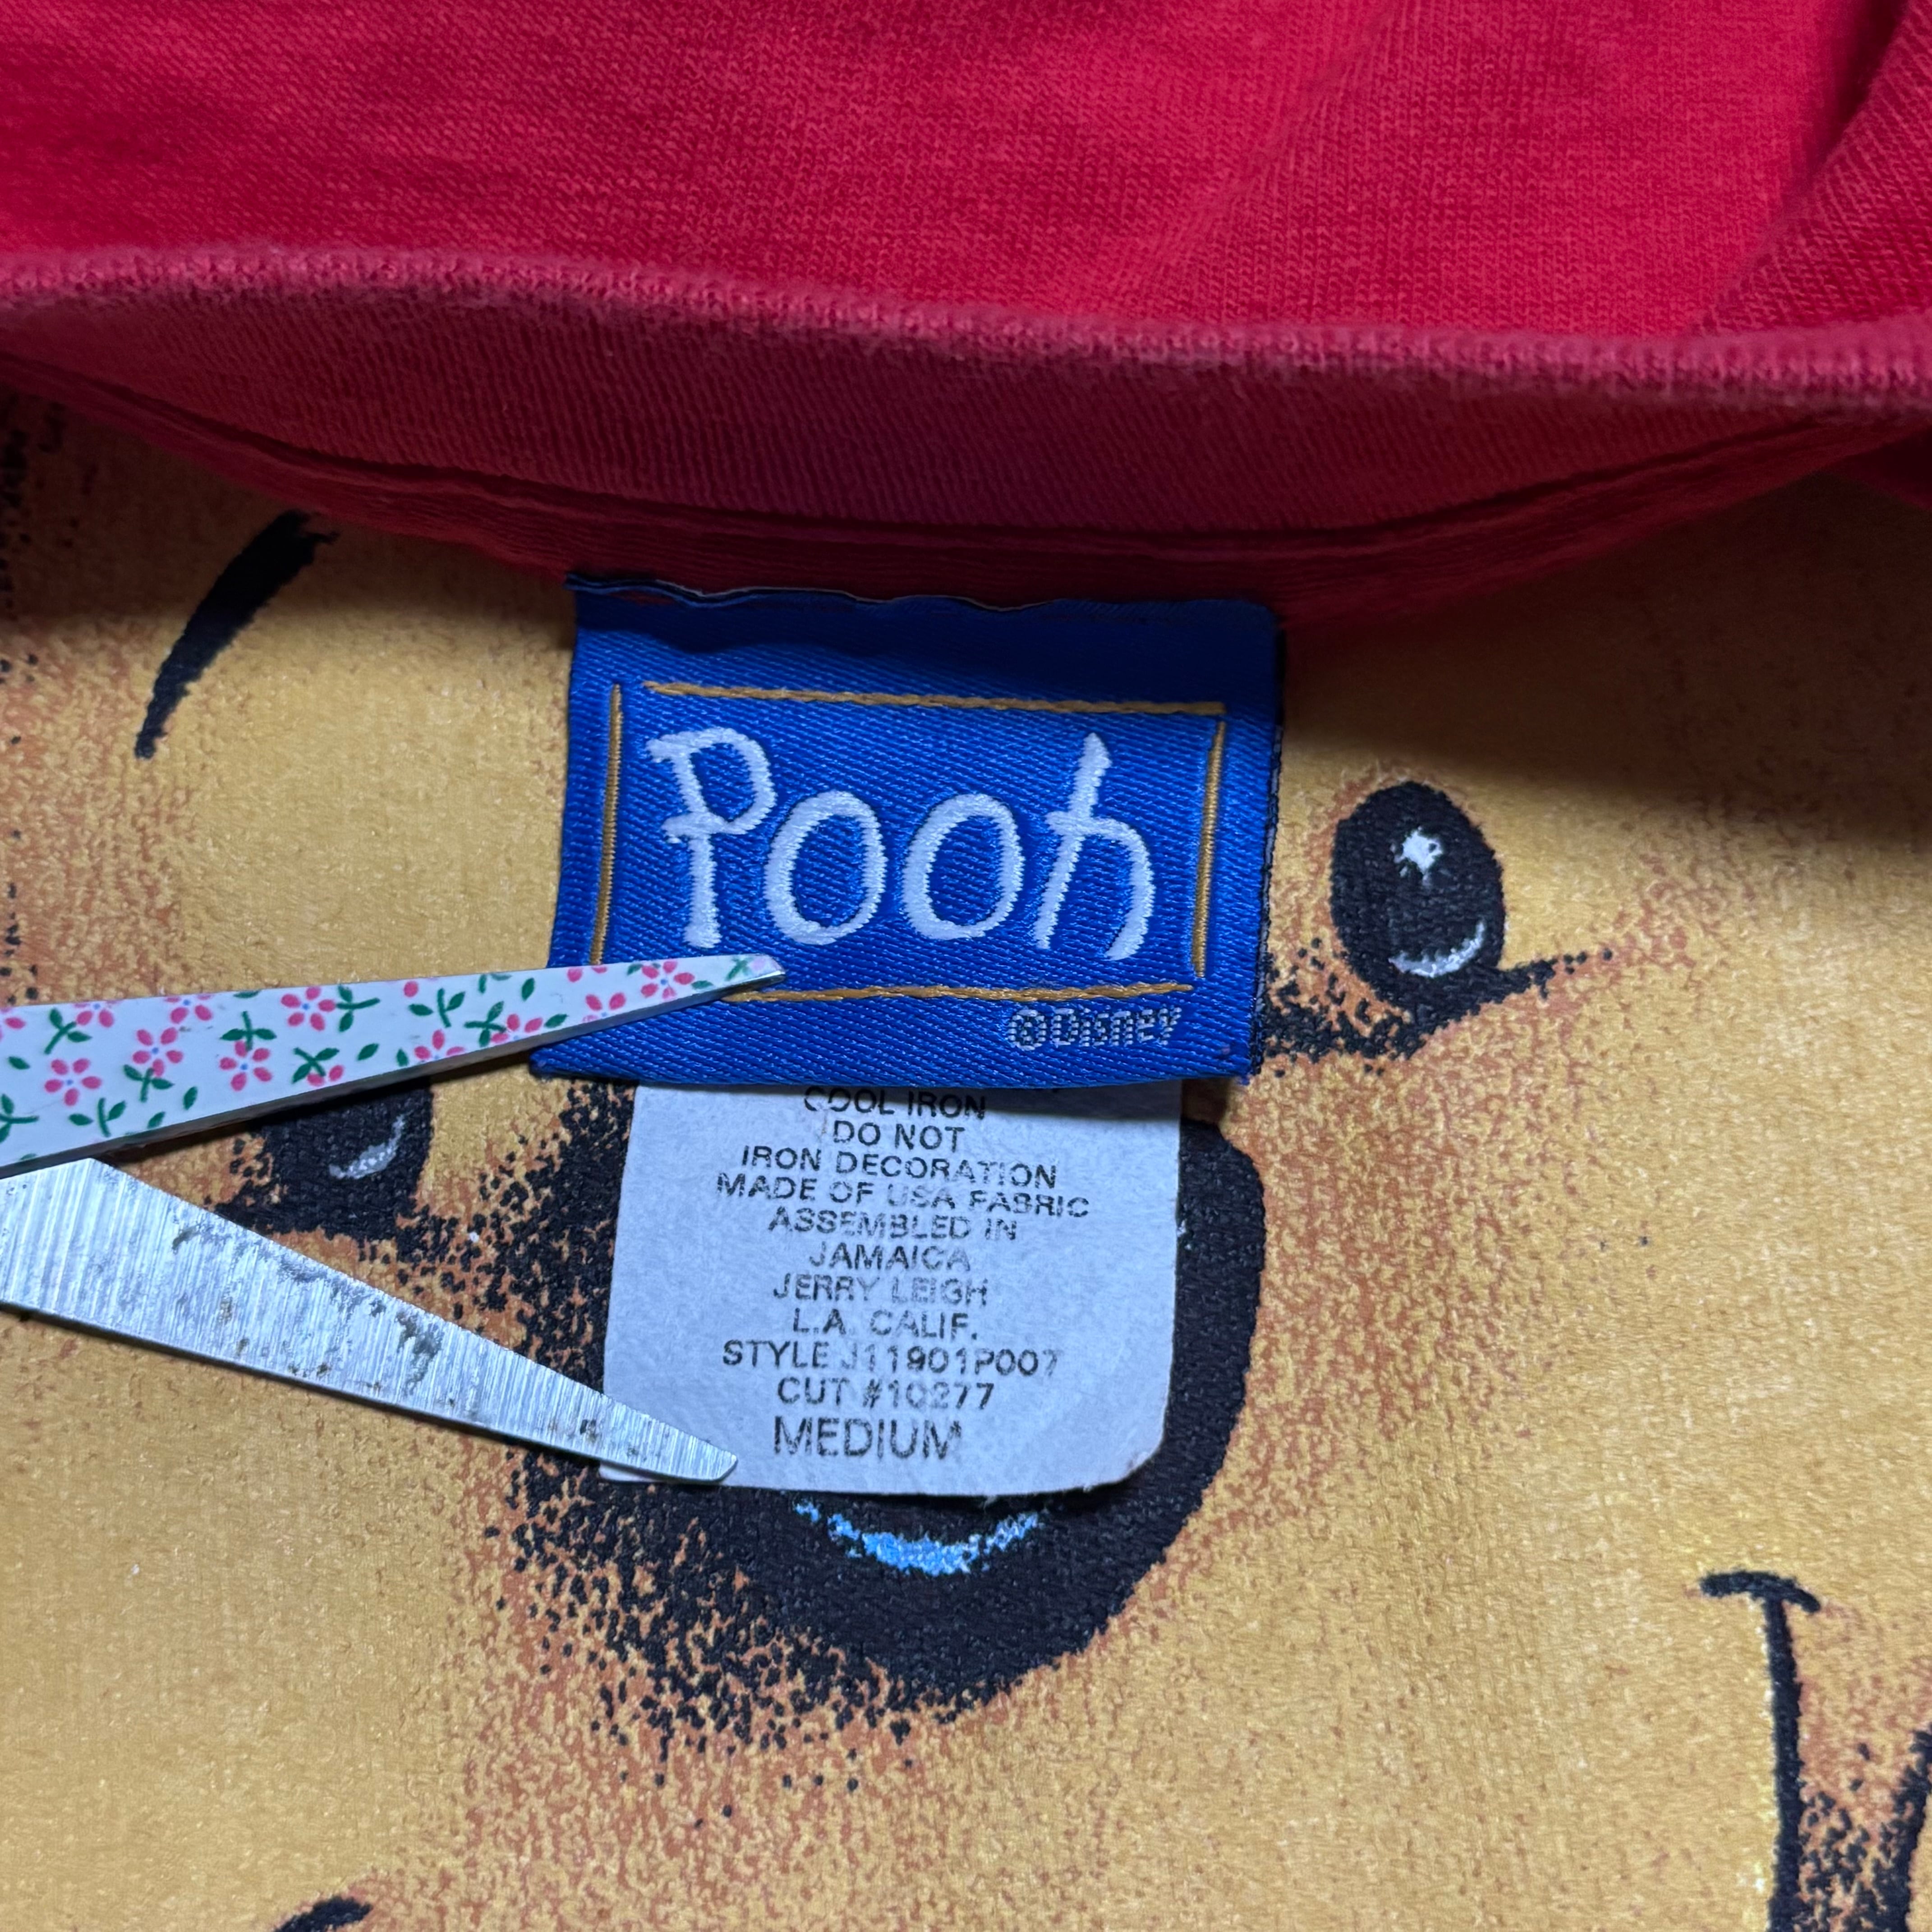 Pooh
©DISNEY
COOL IRON
DO NOT
IRON DECORATION
MADE OF USA FABRIC
ASSEMBLED IN
JAMAICA
JERRY LEIGH
L.A. CALIF.
STYLE J11901P007
CUT #10277
MEDIUM